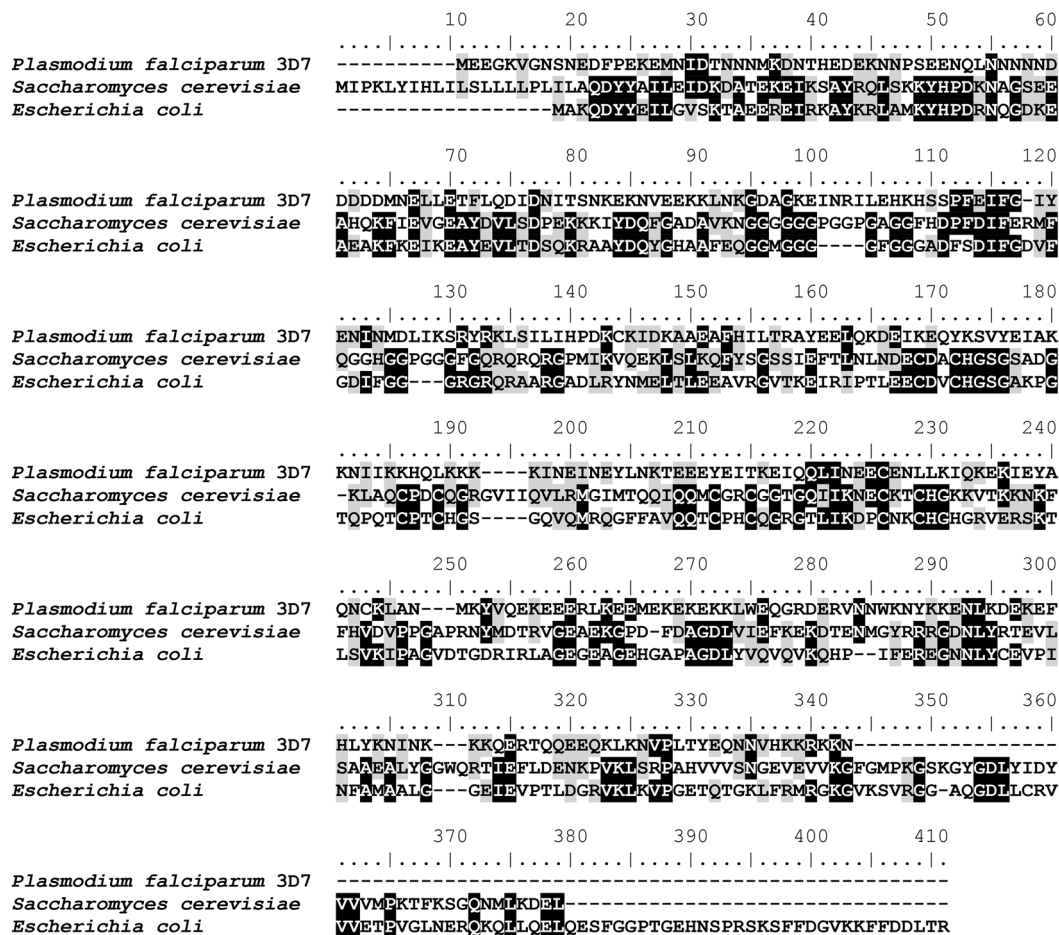 10 20 30 40 50 60
....|....|....|....|....|....|....|....|....|....|....|....|
Plasmodium falciparum 3D7 ----------MEEGKVGNSNEDFPEKEMNIDTNNNMKDNTHEDEKNNPSEENQLNNNNND
Saccharomyces cerevisiae MIPKLYIHLILSLLLLPLILAQDYYAILEIDKDATEKEIKSAYRQLSKKYHPDKNAGSEE
Escherichia coli ------------------MAKQDYYEILGVSKTAEEREIRKAYKRLAMKYHPDRNQGDKE
70 80 90 100 110 120
....|....|....|....|....|....|....|....|....|....|....|....|
Plasmodium falciparum 3D7 DDDDMNELLETFLQDIDNITSNKEKNVEEKKLNKGDAGKEINRILEHKHSSPFEIFG-IY
Saccharomyces cerevisiae AHQKFIEVGEAYDVLSDPEKKKIYDQFGADAVKNGGGGGGPGGPGAGGFHDPFDIFERMF
Escherichia coli AEAKFKEIKEAYEVLTDSQKRAAYDQYGHAAFEQGGMGGG----GFGGGADFSDIFGDVF
130 140 150 160 170 180
....|....|....|....|....|....|....|....|....|....|....|....|
Plasmodium falciparum 3D7 ENINMDLIKSRYRKLSILIHPDKCKIDKAAEAFHILTRAYEELQKDEIKEQYKSVYEIAK
Saccharomyces cerevisiae QGGHGGPGGGFGQRQRQRGPMIKVQEKLSLKQFYSGSSIEFTLNLNDECDACHGSGSADG
Escherichia coli GDIFGG---GRGRQRAARGADLRYNMELTLEEAVRGVTKEIRIPTLEECDVCHGSGAKPG
190 200 210 220 230 240
....|....|....|....|....|....|....|....|....|....|....|....|
Plasmodium falciparum 3D7 KNIIKKHQLKKK----KINEINEYLNKTEEEYEITKEIQQLINEECENLLKIQKEKIEYA
Saccharomyces cerevisiae -KLAQCPDCQGRGVIIQVLRMGIMTQQIQQMCGRCGGTGQIIKNECKTCHGKKVTKKNKF
Escherichia coli TQPQTCPTCHGS----GQVQMRQGFFAVQQTCPHCQGRGTLIKDPCNKCHGHGRVERSKT
250 260 270 280 290 300
....|....|....|....|....|....|....|....|....|....|....|....|
Plasmodium falciparum 3D7 QNCKLAN---MKYVQEKEEERLKEEMEKEKEKKLWEQGRDERVNNWKNYKKENLKDEKEF
Saccharomyces cerevisiae FHVDVPPGAPRNYMDTRVGEAEKGPD-FDAGDLVIEFKEKDTENMGYRRRGDNLYRTEVL
Escherichia coli LSVKIPAGVDTGDRIRLAGEGEAGEHGAPAGDLYVQVQVKQHP-IFEREGNNLYCEVPI
310 320 330 340 350 360
....|....|....|....|....|....|....|....|....|....|....|....|
Plasmodium falciparum 3D7 HLYKNINK---KKQERTQQEEQKLKNVPLTYEQNNVHKKRKKN-----------------
Saccharomyces cerevisiae SAAEALYGGWQRTIEFLDENKPVKLSRPAHVVVSNGEVEVVKGFGMPKGSKGYGDLYIDY
Escherichia coli NFAMAALG---GEIEVPTLDGRVKLKVPGETQTGKLFRMRGKGVKSVRGG-AQGDLLCRV
370 380 390 400 410
....|....|....|....|....|....|....|....|....|....|.
Plasmodium falciparum 3D7 ---------------------------------------------------
Saccharomyces cerevisiae VVVMPKTFKSGQNMLKDEL--------------------------------
Escherichia coli VVETPVGLNERQKQLLQELQESFGGPTGEHNSPRSKSFFDGVKKFFDDLTR